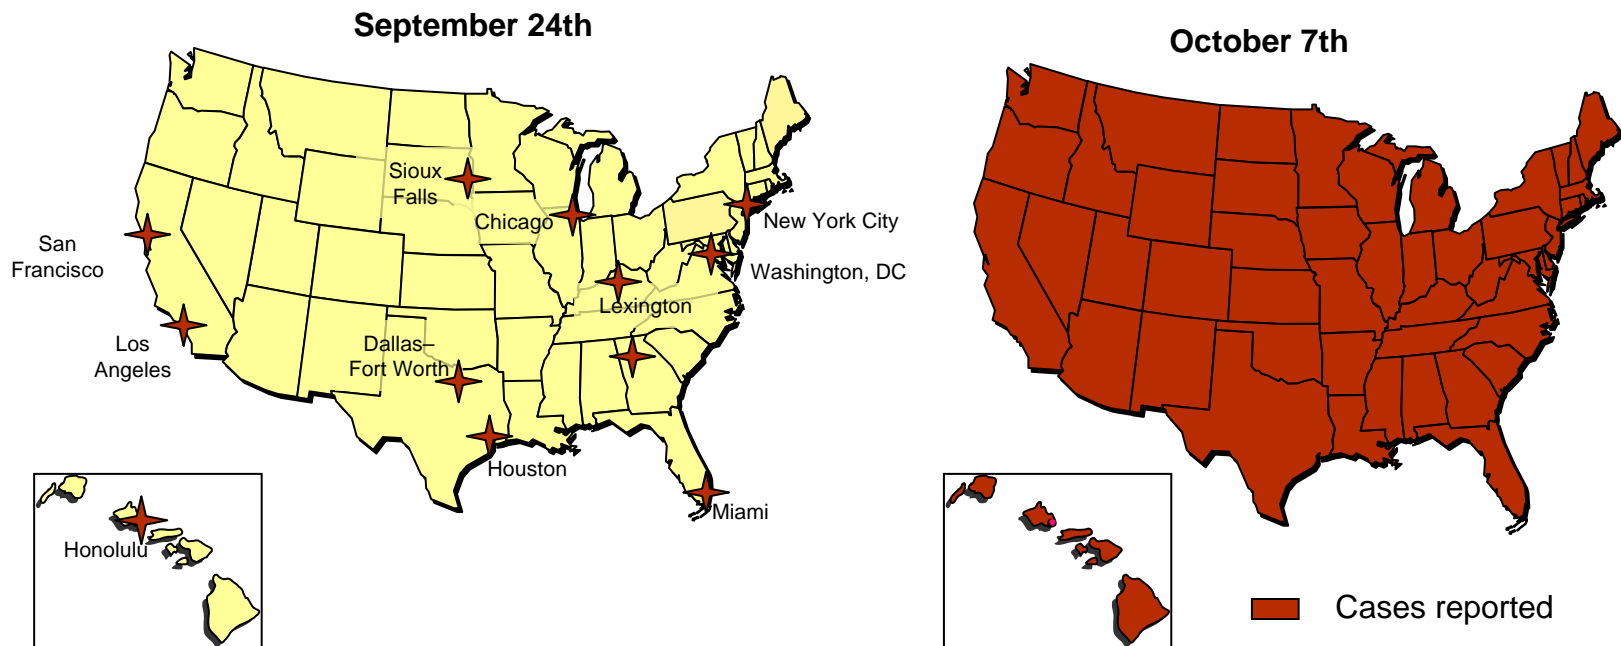 September 24th
Sioux
Falls
Chicago
New York City
San
Francisco
Washington, DC
Lexington
Los
Angeles
Dallas–
Fort Worth
Houston
Miami
Honolulu
October 7th
Cases reported